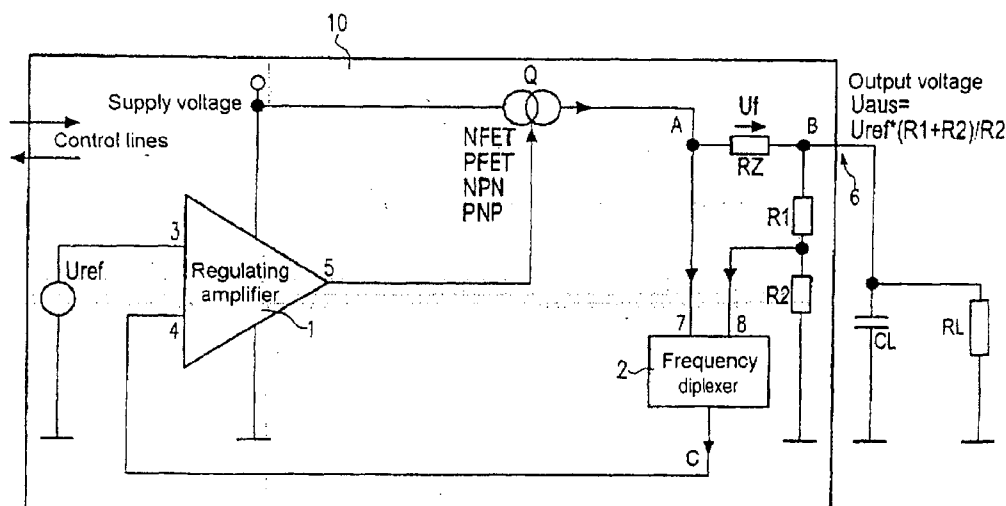 10
Supply voltage
Control lines
Q
NFET
PFET
NPN
PNP
A
Uf
RZ
B
Output voltage
Uaus=
Uref*(R1+R2)/R2
6
R1
R2
3
Uref
Regulating
amplifier
5
4
1
7
8
2
Frequency
diplexer
C
CL
RL